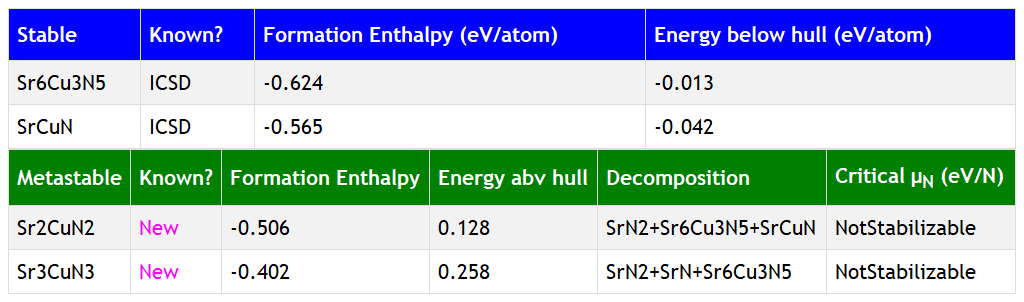 Stable Known? Formation Enthalpy (eV/atom) Energy below hull (eV/atom)
Sr6Cu3N5 ICSD -0.624 -0.013
SrCuN ICSD -0.565 -0.042
Metastable Known? Formation Enthalpy Energy abv hull Decomposition Critical μN (eV/N)
Sr2CuN2 New -0.506 0.128 SrN2+Sr6Cu3N5+SrCuN NotStabilizable
Sr3CuN3 New -0.402 0.258 SrN2+SrN+Sr6Cu3N5 NotStabilizable